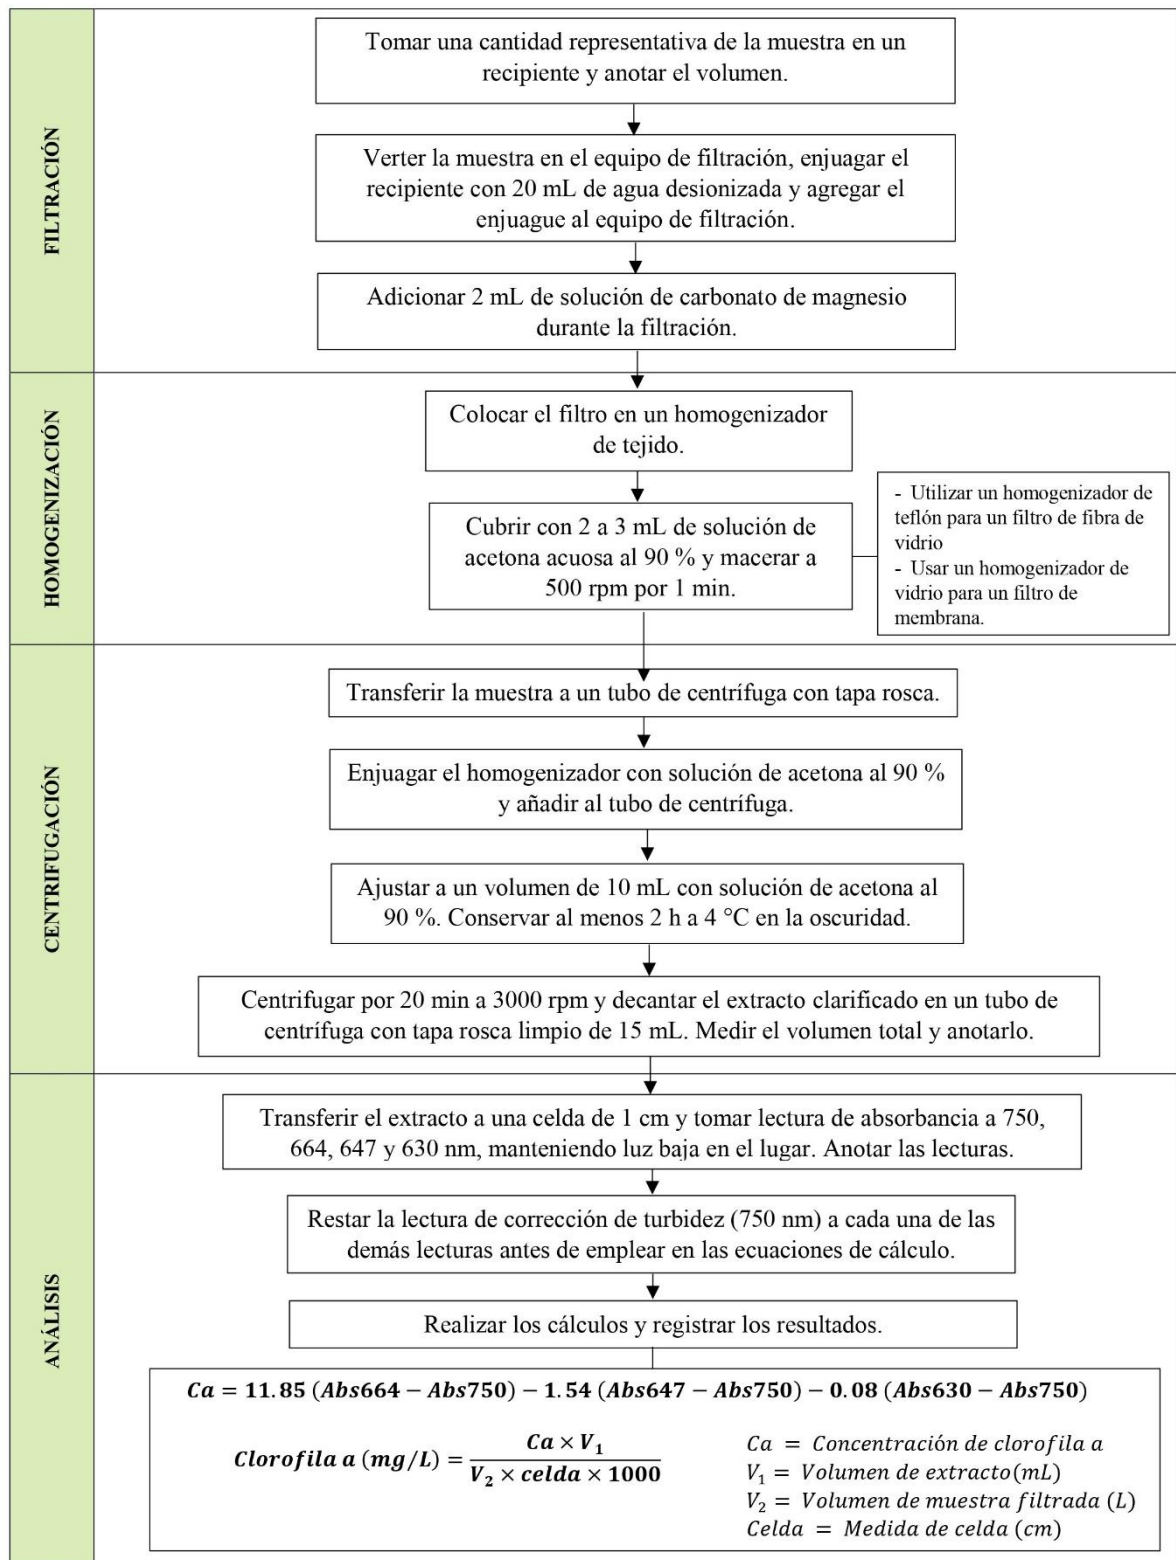 FILTRACIÓN
Tomar una cantidad representativa de la muestra en un
recipiente y anotar el volumen.
Verter la muestra en el equipo de filtración, enjuagar el
recipiente con 20 mL de agua desionizada y agregar el
enjuague al equipo de filtración.
Adicionar 2 mL de solución de carbonato de magnesio
durante la filtración.
HOMOGENIZACIÓN
Colocar el filtro en un homogenizador
de tejido.
Cubrir con 2 a 3 mL de solución de
acetona acuosa al 90 % y macerar a
500 rpm por 1 min.
- Utilizar un homogenizador de
teflón para un filtro de fibra de
vidrio
- Usar un homogenizador de
vidrio para un filtro de
membrana.
CENTRIFUGACIÓN
Transferir la muestra a un tubo de centrífuga con tapa rosca.
Enjuagar el homogenizador con solución de acetona al 90 %
y añadir al tubo de centrífuga.
Ajustar a un volumen de 10 mL con solución de acetona al
90 %. Conservar al menos 2 h a 4 °C en la oscuridad.
Centrifugar por 20 min a 3000 rpm y decantar el extracto clarificado en un tubo de
centrífuga con tapa rosca limpio de 15 mL. Medir el volumen total y anotarlo.
ANÁLISIS
Transferir el extracto a una celda de 1 cm y tomar lectura de absorbancia a 750,
664, 647 y 630 nm, manteniendo luz baja en el lugar. Anotar las lecturas.
Restar la lectura de corrección de turbidez (750 nm) a cada una de las
demás lecturas antes de emplear en las ecuaciones de cálculo.
Realizar los cálculos y registrar los resultados.
Ca = 11.85 (Abs664 − Abs750) − 1.54 (Abs647 − Abs750) − 0.08 (Abs630 − Abs750)
Clorofila a (mg/L) = Ca × V₁ / V₂ × celda × 1000
Ca = Concentración de clorofila a
V₁ = Volumen de extracto(mL)
V₂ = Volumen de muestra filtrada (L)
Celda = Medida de celda (cm)